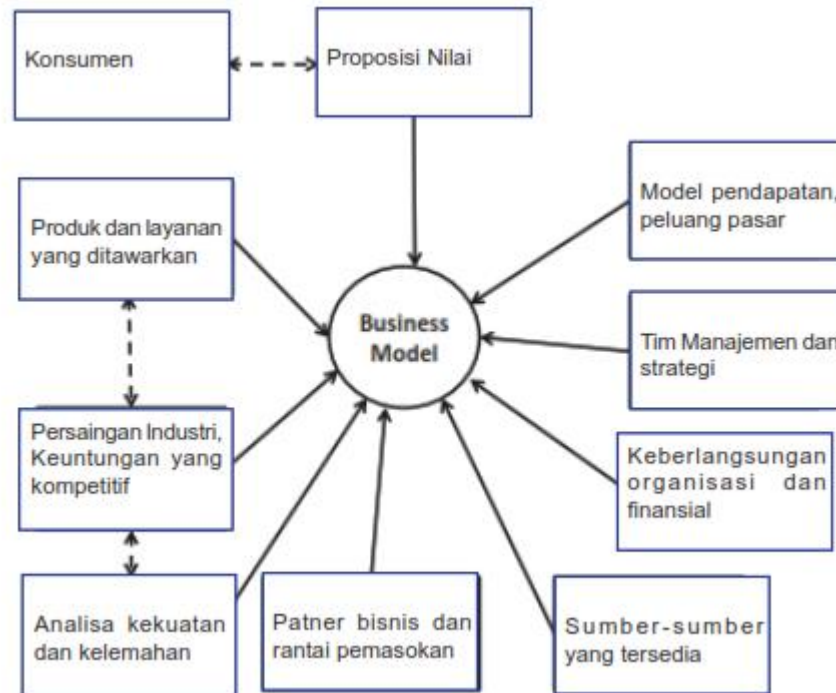 Konsumen
Proposisi Nilai
Model pendapatan,
peluang pasar
Produk dan layanan
yang ditawarkan
Business
Model
Tim Manajemen dan
strategi
Persaingan Industri,
Keuntungan yang
kompetitif
Keberlangsungan
organisasi dan
finansial
Analisa kekuatan
dan kelemahan
Patner bisnis dan
rantai pemasokan
Sumber-sumber
yang tersedia